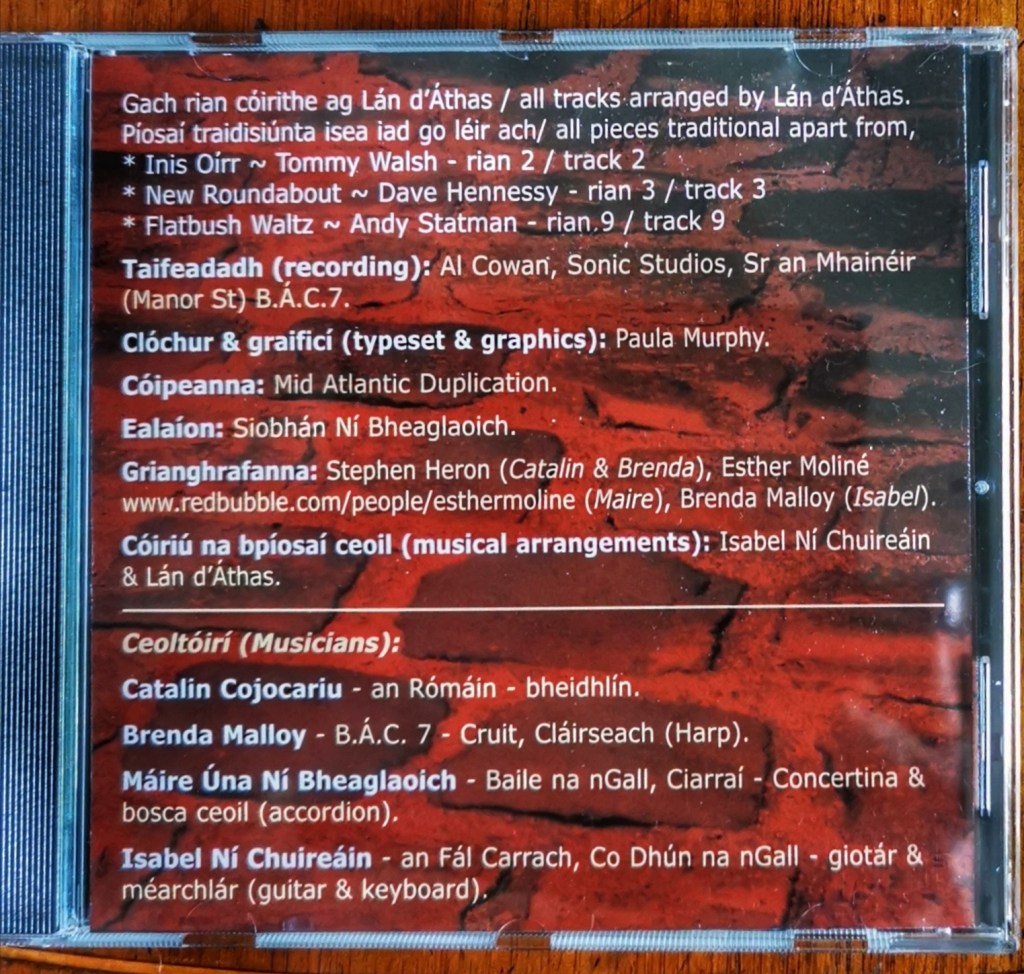 Gach rian cóirithe ag Lán d'Áthas / all tracks arranged by Lán d'Áthas.
Píosaí traidisiúnta isea iad go léir ach/ all pieces traditional apart from,
* Inis Oírr ~ Tommy Walsh - rian 2 / track 2
* New Roundabout ~ Dave Hennessy - rian 3 / track 3
* Flatbush Waltz ~ Andy Statman - rian 9 / track 9
Taifeadadh (recording): Al Cowan, Sonic Studios, Sr an Mhainéir
(Manor St) B.Á.C.7.
Clóchur & graificí (typeset & graphics): Paula Murphy.
Cóipeanna: Mid Atlantic Duplication.
Ealaíon: Siobhán Ní Bheaglaoich.
Grianghrafanna: Stephen Heron (Catalin & Brenda), Esther Moliné
www.redbubble.com/people/esthermoline (Maire), Brenda Malloy (Isabel).
Cóiriú na bpíosaí ceoil (musical arrangements): Isabel Ní Chuireáin
& Lán d'Áthas.
Ceoltóirí (Musicians):
Catalin Cojocariu - an Rómáin - bheidhlín.
Brenda Malloy - B.Á.C. 7 - Cruit, Cláirseach (Harp).
Máire Úna Ní Bheaglaoich - Baile na nGall, Ciarraí - Concertina &
bosca ceoil (accordion).
Isabel Ní Chuireáin - an Fál Carrach, Co Dhún na nGall - giotár &
méarchlár (guitar & keyboard).